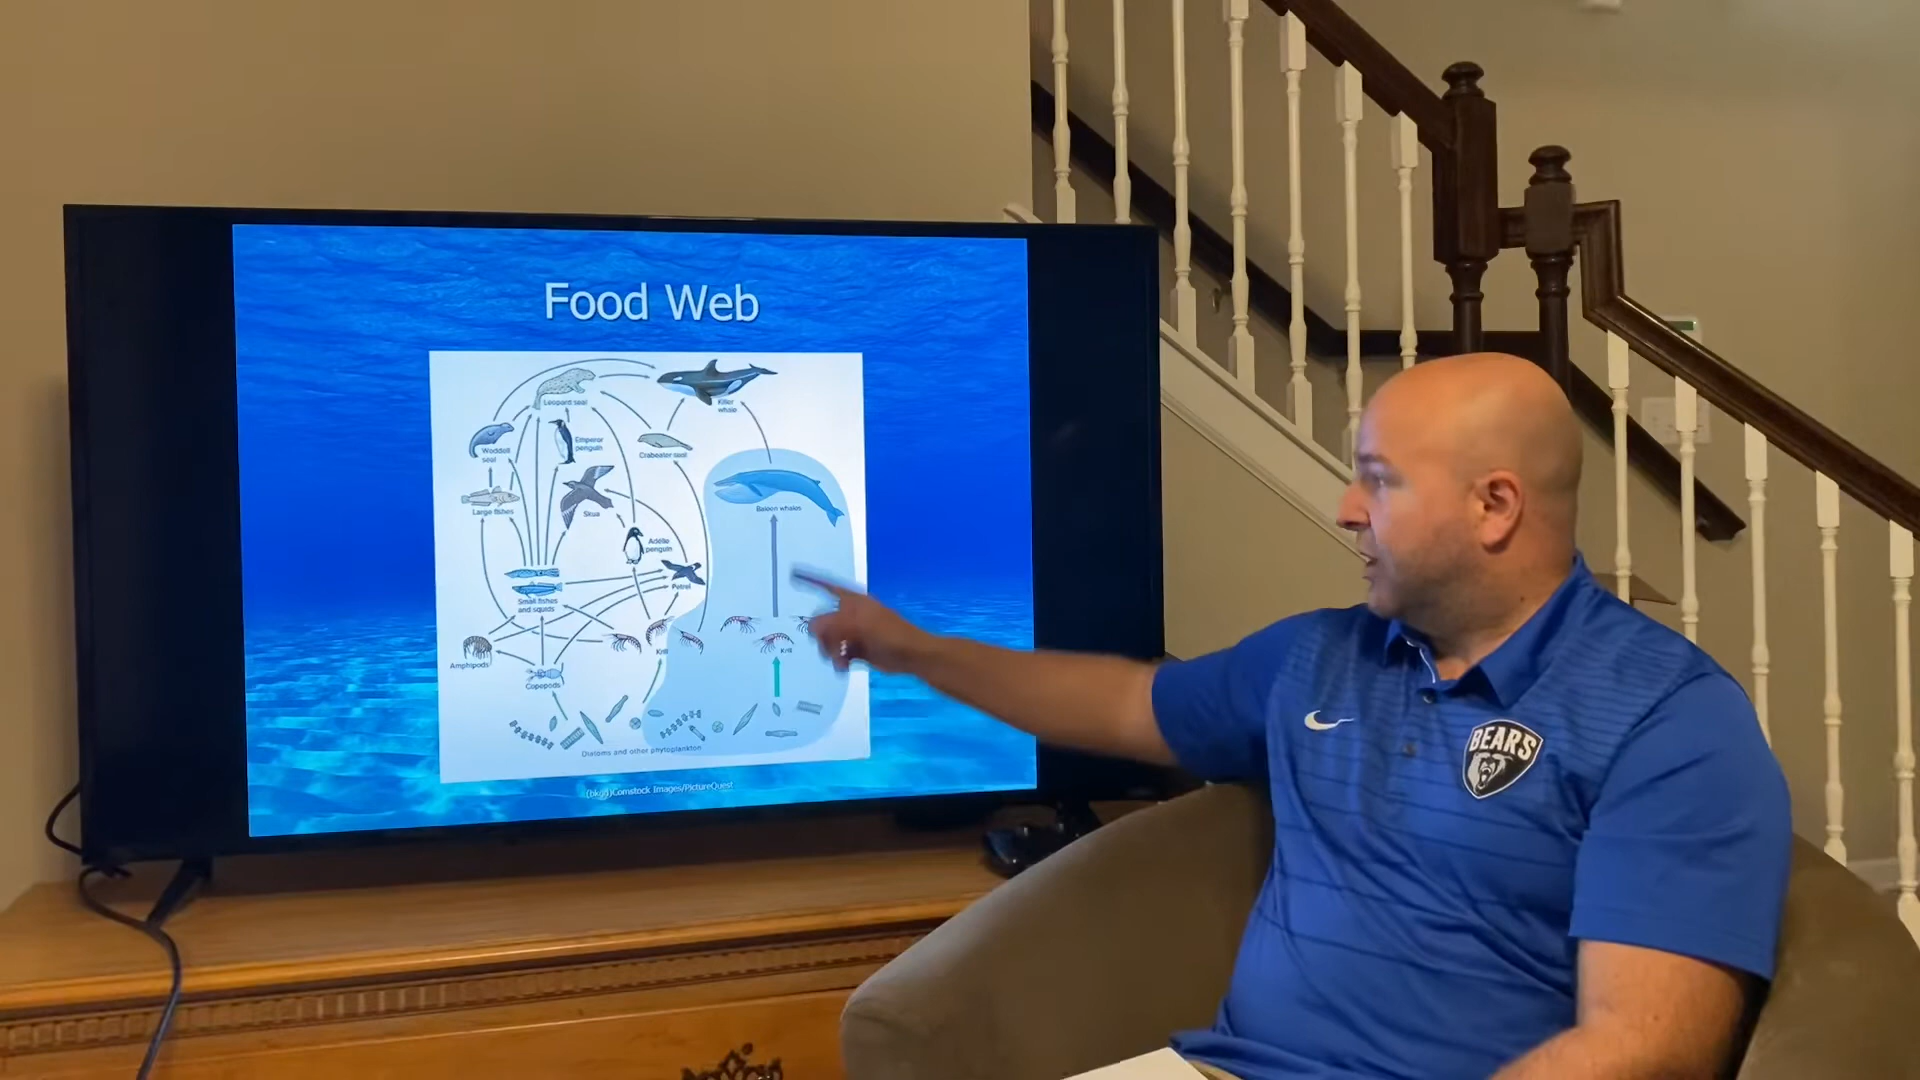 Food Web
Leopard seal
Killer
whale
Weddell
seal
Emperor
penguin
Crabeater seal
Large fishes
Skua
Baleen whales
Adélie
penguin
Petrel
Small fishes
and squids
Amphipods
Krill
Krill
Copepods
Diatoms and other phytoplankton
(bkgd)Comstock Images/PictureQuest
BEARS